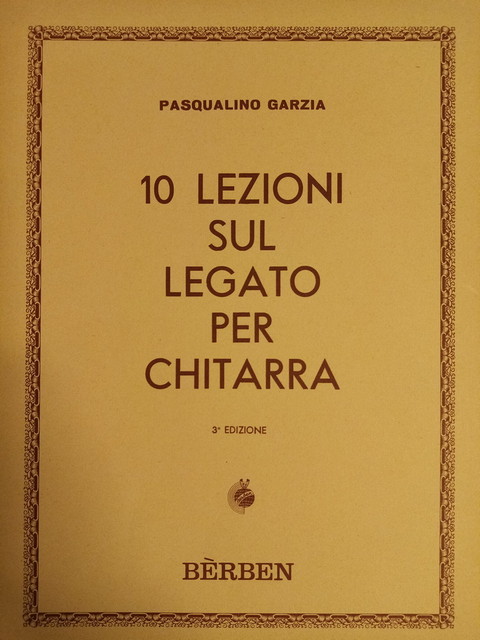 PASQUALINO GARZIA
10 LEZIONI
SUL
LEGATO
PER
CHITARRA
3ª EDIZIONE
BÈRBEN